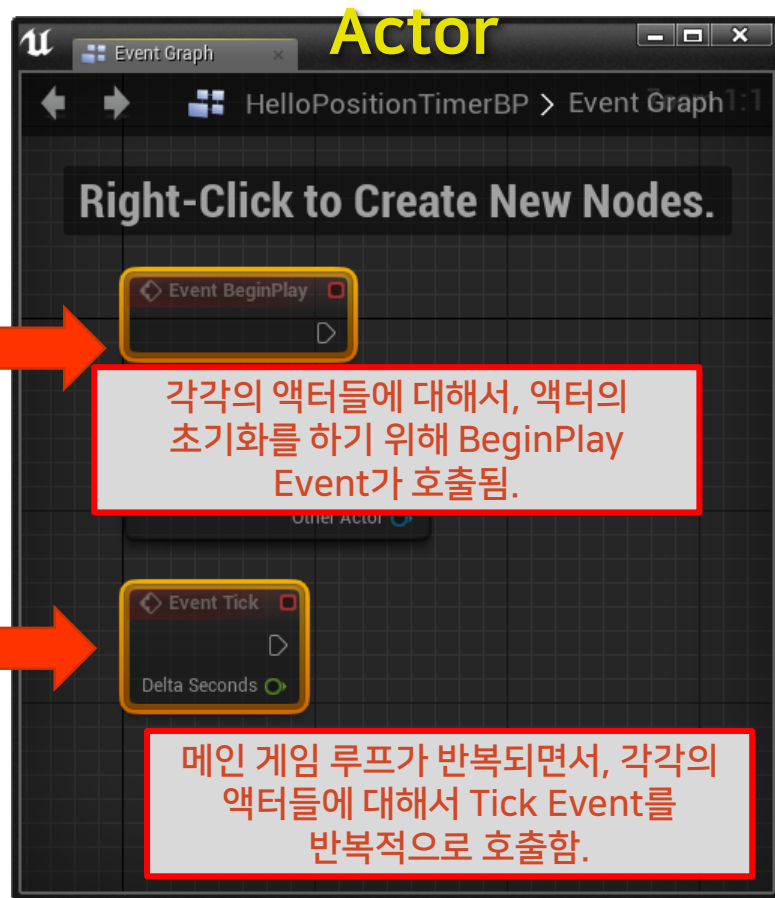 Actor
Event Graph
HelloPositionTimerBP > Event Graph
Right-Click to Create New Nodes.
Event BeginPlay
각각의 액터들에 대해서, 액터의
초기화를 하기 위해 BeginPlay
Event가 호출됨.
Other Actor
Event Tick
Delta Seconds
메인 게임 루프가 반복되면서, 각각의
액터들에 대해서 Tick Event를
반복적으로 호출함.